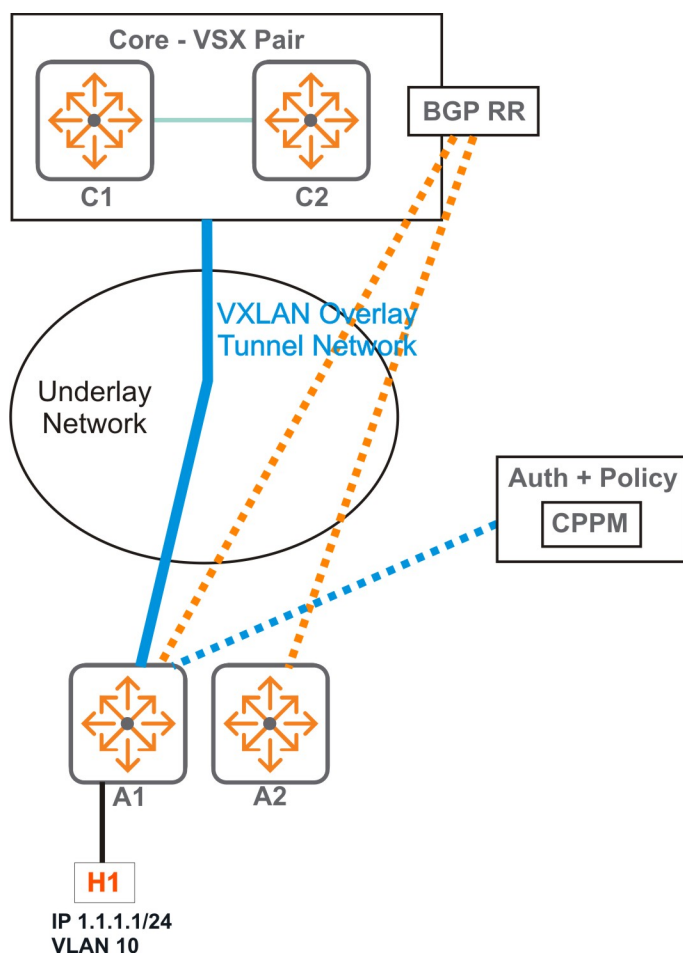 Core - VSX Pair
C1
C2
BGP RR
VXLAN Overlay
Tunnel Network
Underlay
Network
Auth + Policy
CPPM
A1
A2
H1
IP 1.1.1.1/24
VLAN 10